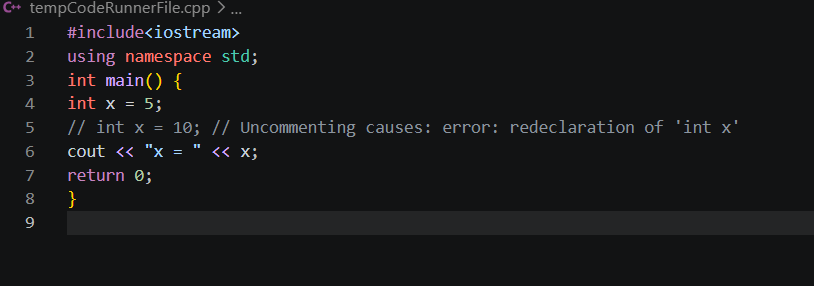 C++ tempCodeRunnerFile.cpp > ...
1 #include<iostream>
2 using namespace std;
3 int main() {
4 int x = 5;
5 // int x = 10; // Uncommenting causes: error: redeclaration of 'int x'
6 cout << "x = " << x;
7 return 0;
8 }
9